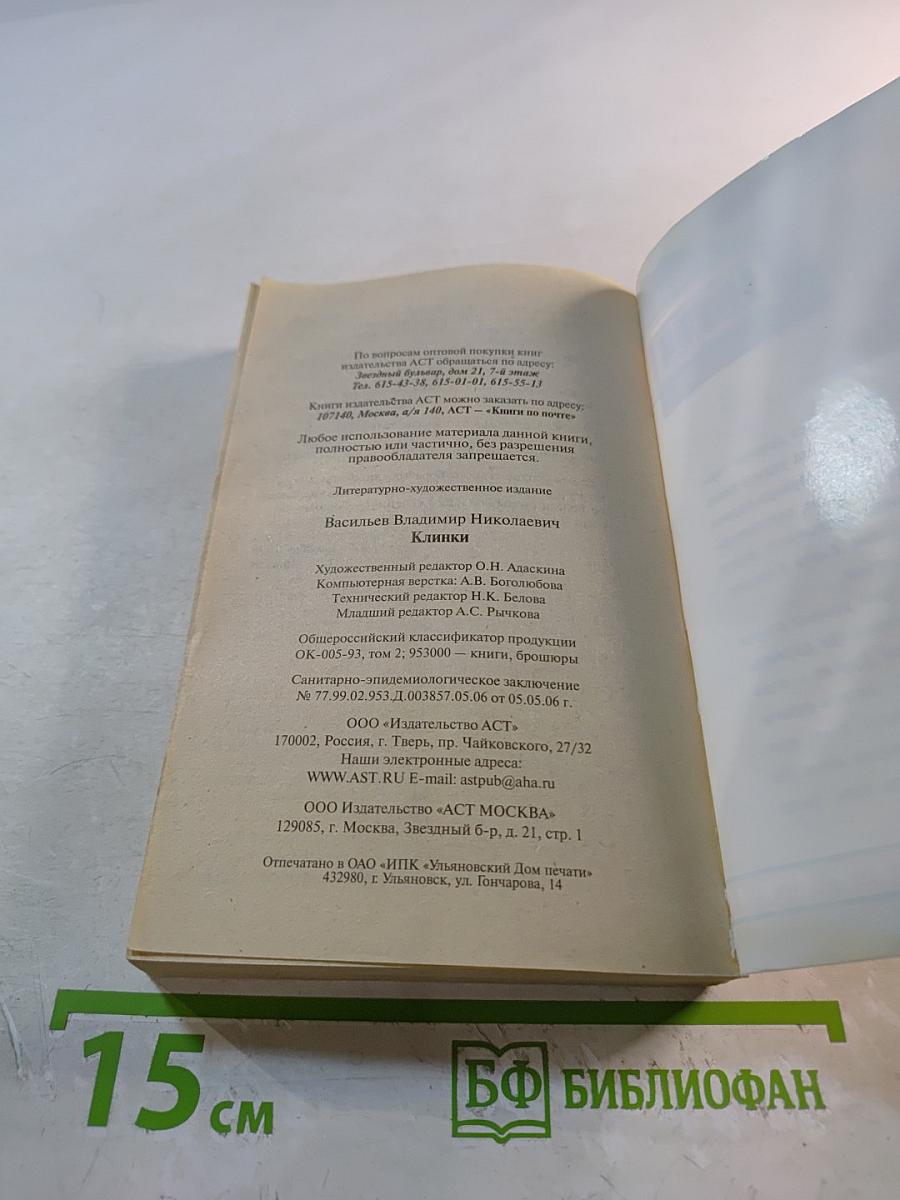 По вопросам оптовой покупки книг
издательства АСТ обращаться по адресу:
Звездный бульвар, дом 21, 7-й этаж
Тел. 615-43-38, 615-01-01, 615-55-13
Книги издательства АСТ можно заказать по адресу:
107140, Москва, а/я 140, АСТ – «Книги по почте»
Любое использование материала данной книги,
полностью или частично, без разрешения
правообладателя запрещается.
Литературно-художественное издание
Васильев Владимир Николаевич
Клинки
Художественный редактор О.Н. Адаскина
Компьютерная верстка: А.В. Боголюбова
Технический редактор Н.К. Белова
Младший редактор А.С. Рычкова
Общероссийский классификатор продукции
ОК-005-93, том 2; 953000 — книги, брошюры
Санитарно-эпидемиологическое заключение
№ 77.99.02.953.Д.003857.05.06 от 05.05.06 г.
ООО «Издательство АСТ»
170002, Россия, г. Тверь, пр. Чайковского, 27/32
Наши электронные адреса:
WWW.AST.RU E-mail: astpub@aha.ru
ООО Издательство «АСТ МОСКВА»
129085, г. Москва, Звездный б-р, д. 21, стр. 1
Отпечатано в ОАО «ИПК «Ульяновский Дом печати»
432980, г. Ульяновск, ул. Гончарова, 14
15 см
БФ БИБЛИОФАН